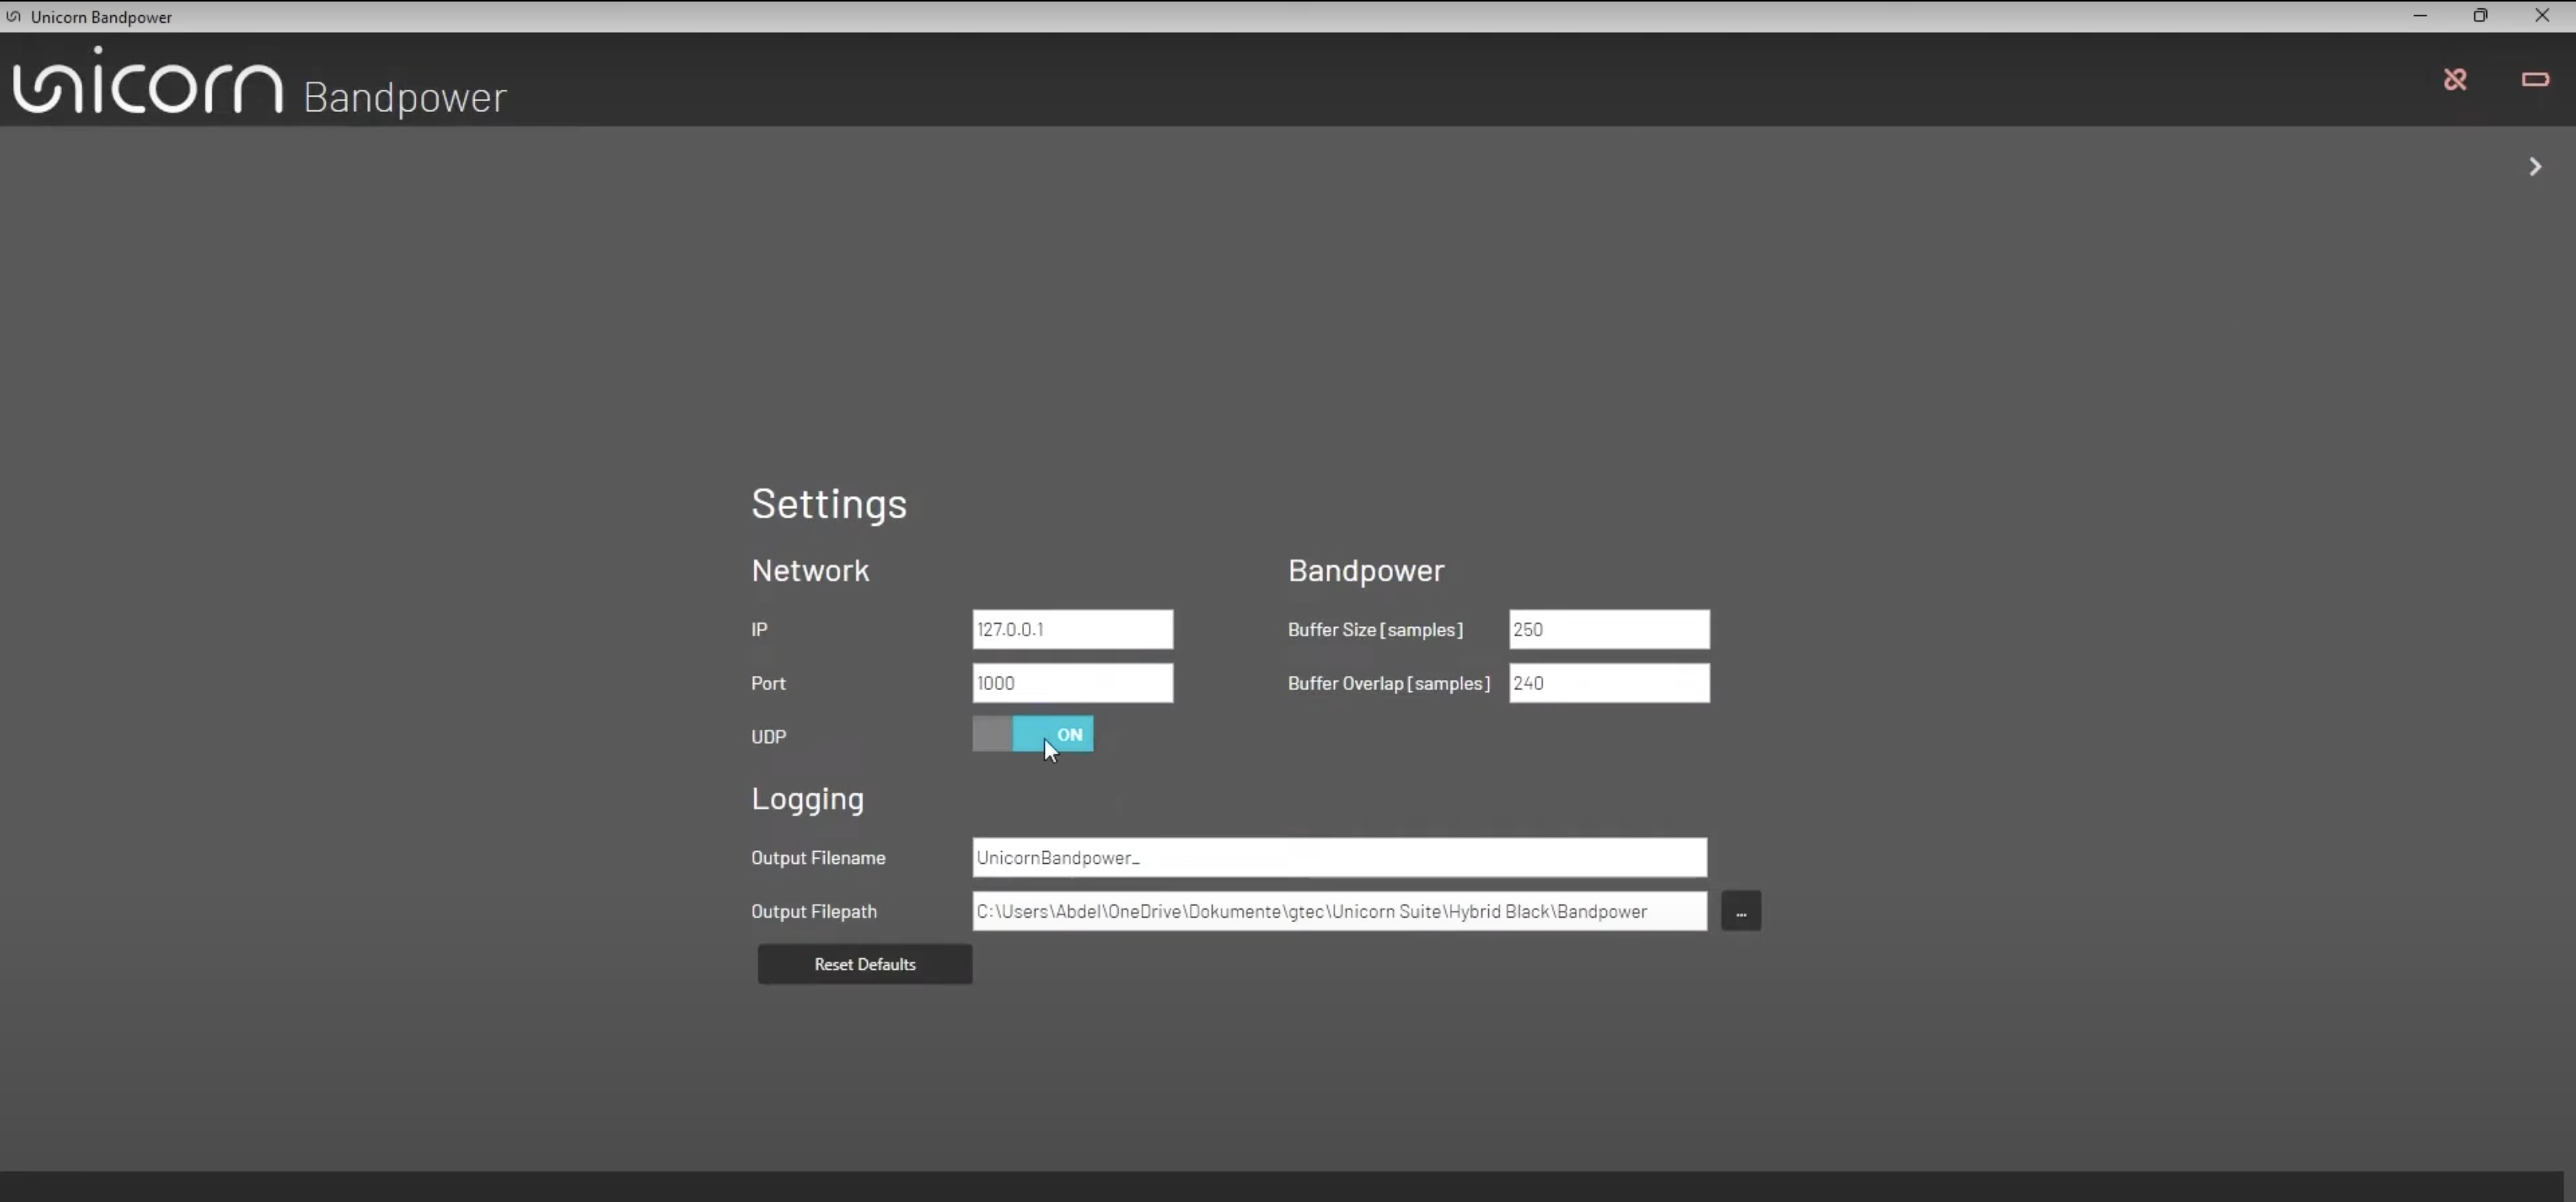 Unicorn Bandpower
unicorn Bandpower
Settings
Network
Bandpower
IP
127.0.0.1
Buffer Size [samples]
250
Port
1000
Buffer Overlap [samples]
240
UDP
ON
Logging
Output Filename
UnicornBandpower_
Output Filepath
C:\Users\Abdel\OneDrive\Dokumente\gtec\Unicorn Suite\Hybrid Black\Bandpower
...
Reset Defaults